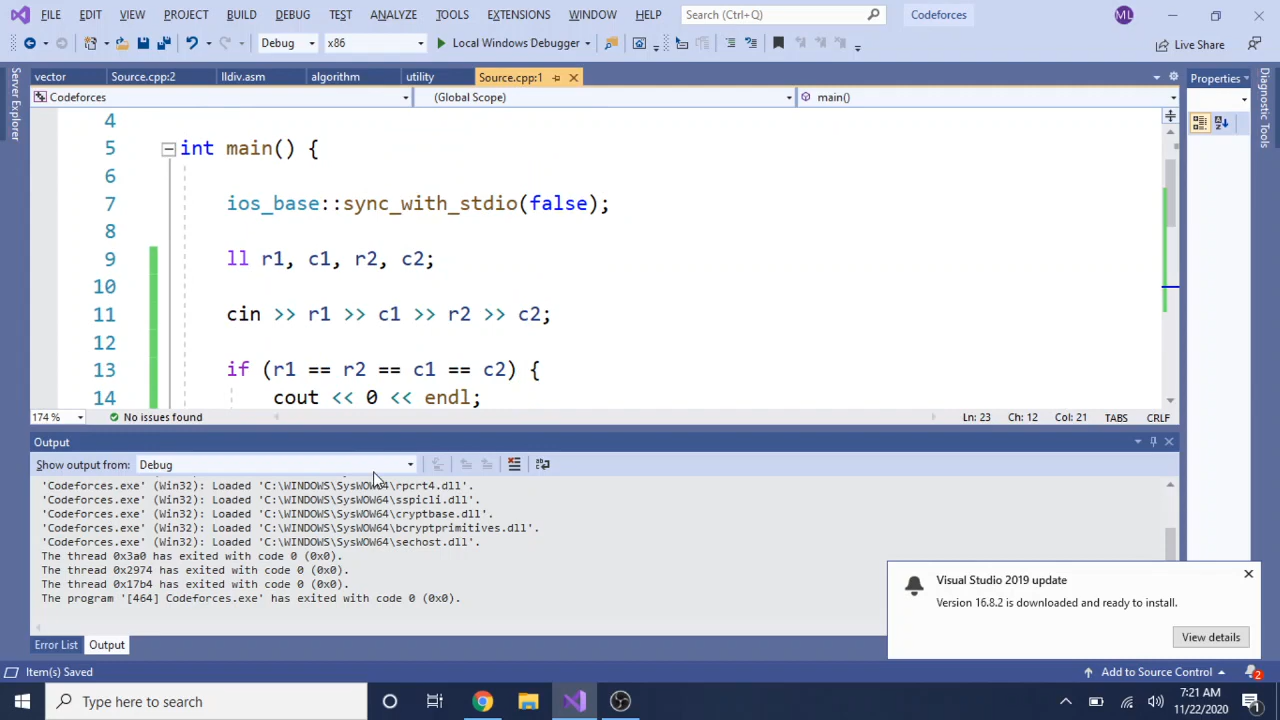 FILE EDIT VIEW PROJECT BUILD DEBUG TEST ANALYZE TOOLS EXTENSIONS WINDOW HELP Search (Ctrl+Q) Codeforces ML
Debug x86 Local Windows Debugger Live Share
vector Source.cpp:2 lldiv.asm algorithm utility Source.cpp:1 Properties
Codeforces (Global Scope) main()
Server Explorer
Diagnostic Tools
4
5 int main() {
6
7 ios_base::sync_with_stdio(false);
8
9 ll r1, c1, r2, c2;
10
11 cin >> r1 >> c1 >> r2 >> c2;
12
13 if (r1 == r2 == c1 == c2) {
14 cout << 0 << endl;
174 % No issues found Ln: 23 Ch: 12 Col: 21 TABS CRLF
Output
Show output from: Debug
'Codeforces.exe' (Win32): Loaded 'C:\WINDOWS\SysWOW64\rpcrt4.dll'.
'Codeforces.exe' (Win32): Loaded 'C:\WINDOWS\SysWOW64\sspicli.dll'.
'Codeforces.exe' (Win32): Loaded 'C:\WINDOWS\SysWOW64\cryptbase.dll'.
'Codeforces.exe' (Win32): Loaded 'C:\WINDOWS\SysWOW64\bcryptprimitives.dll'.
'Codeforces.exe' (Win32): Loaded 'C:\WINDOWS\SysWOW64\sechost.dll'.
The thread 0x3a0 has exited with code 0 (0x0).
The thread 0x2974 has exited with code 0 (0x0).
The thread 0x17b4 has exited with code 0 (0x0).
The program '[464] Codeforces.exe' has exited with code 0 (0x0).
Visual Studio 2019 update
Version 16.8.2 is downloaded and ready to install.
View details
Error List Output
Item(s) Saved Add to Source Control 2
Type here to search 7:21 AM
11/22/2020 1